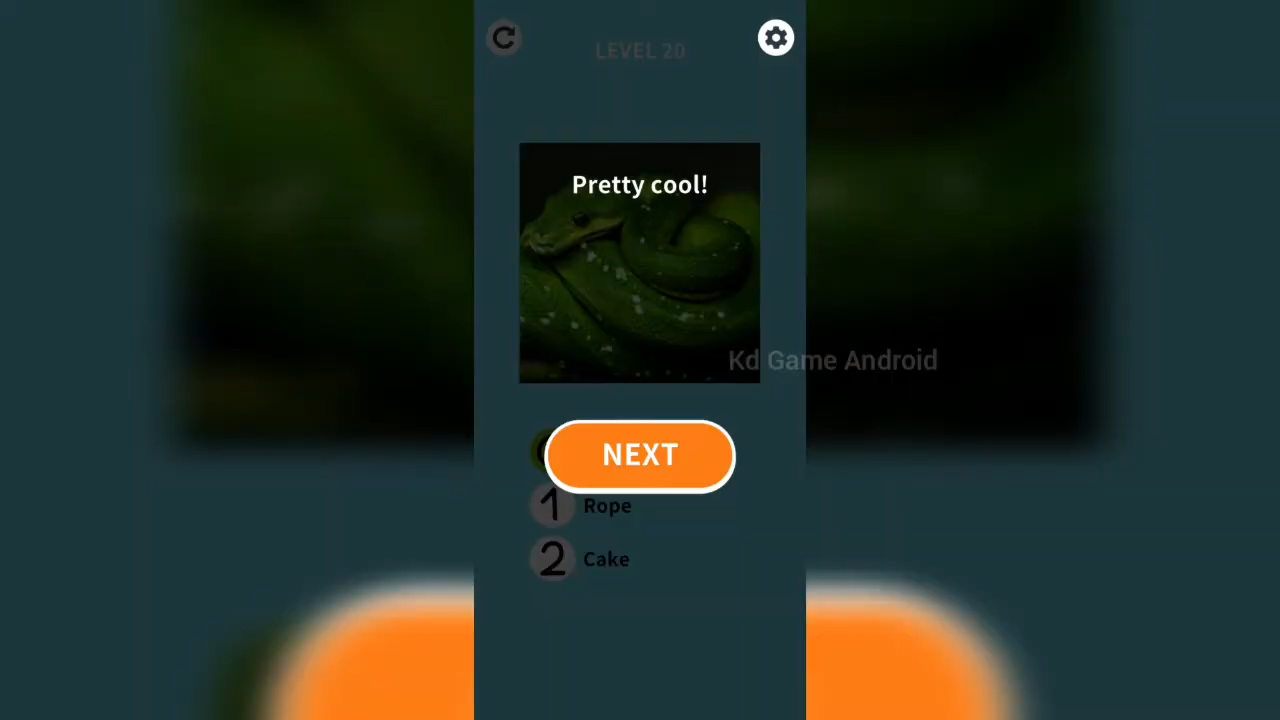 LEVEL 20
Pretty cool!
Kd Game Android
NEXT
1 Rope
2 Cake